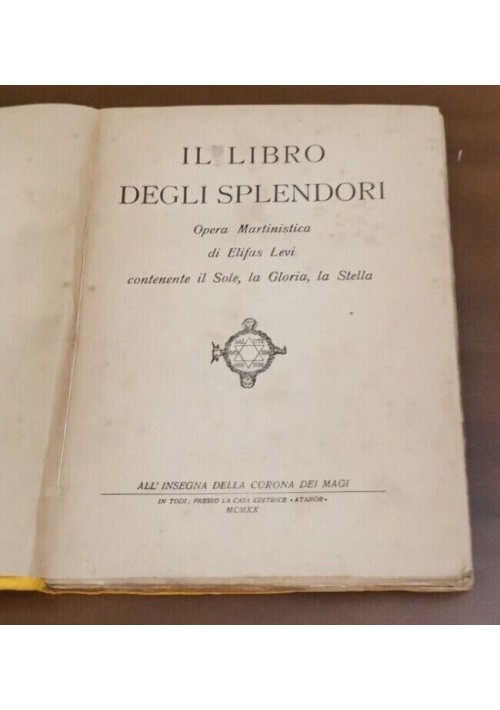 IL LIBRO
DEGLI SPLENDORI
Opera Martinistica
di Elifas Levi
contenente il Sole, la Gloria, la Stella
ALL' INSEGNA DELLA CORONA DEI MAGI
IN TODI; PRESSO LA CASA EDITRICE «ATANOR»
MCMXX